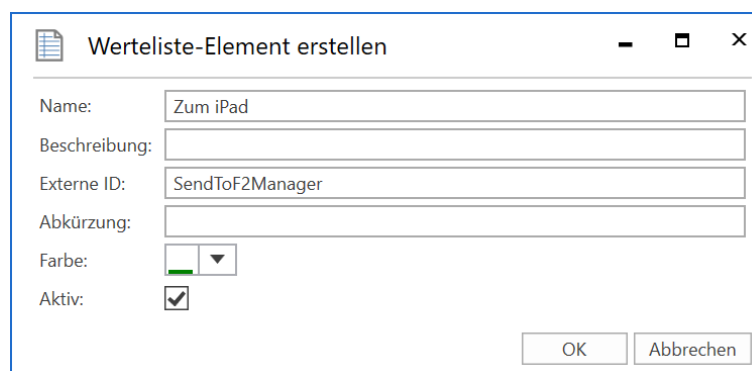 Werteliste-Element erstellen
Name: Zum iPad
Beschreibung:
Externe ID: SendToF2Manager
Abkürzung:
Farbe:
Aktiv:
OK Abbrechen